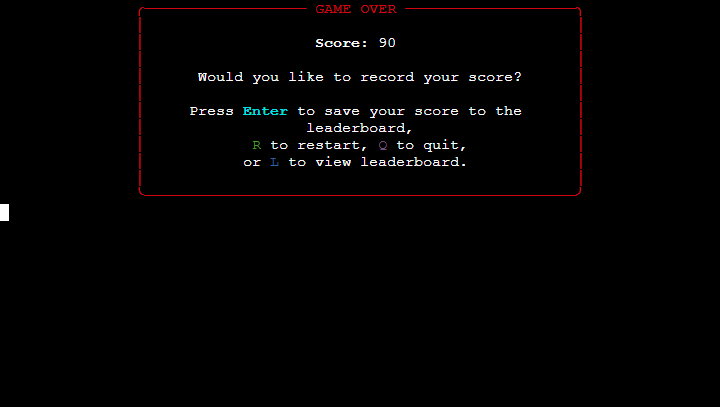 GAME OVER
Score: 90
Would you like to record your score?
Press Enter to save your score to the
leaderboard,
R to restart, Q to quit,
or L to view leaderboard.